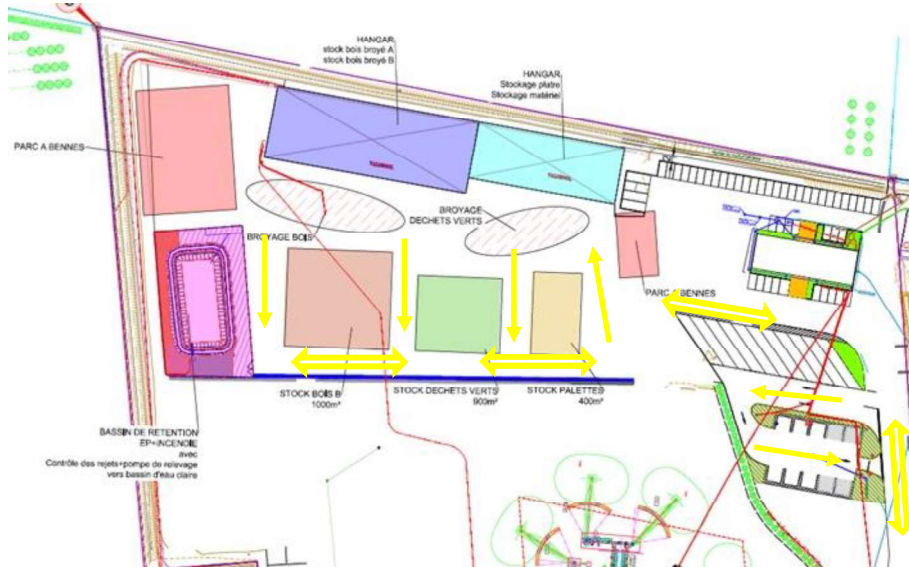 HANGAR
stock bois broyé A
stock bois broyé B
HANGAR
Stockage platre
Stockage matériel
PARC A BENNES
BROYAGE
DECHETS VERTS
BROYAGE BOIS
PARC A BENNES
STOCK BOIS B
1000m²
STOCK DECHETS VERTS
900m²
STOCK PALETTES
400m²
BASSIN DE RETENTION
EP+INCENDIE
avec
Contrôle des rejets+pompe de relevage
vers bassin d'eau claire